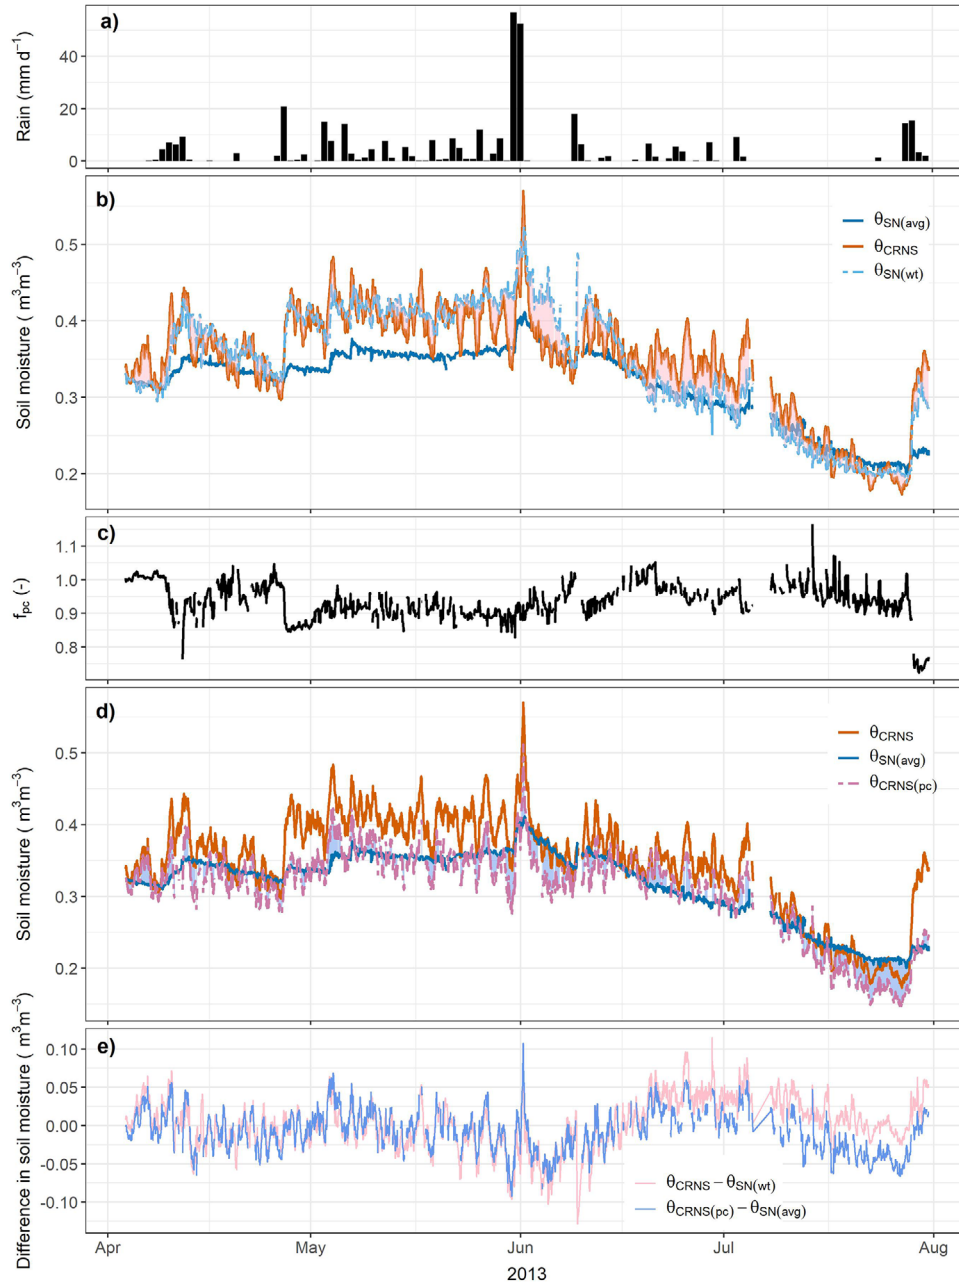 a)
Rain (mm d⁻¹)
40
20
0
b)
Soil moisture ( m³m⁻³)
0.5
0.4
0.3
0.2
θSN(avg)
θCRNS
θSN(wt)
c)
fpc (-)
1.1
1.0
0.9
0.8
d)
Soil moisture ( m³m⁻³)
0.5
0.4
0.3
0.2
θCRNS
θSN(avg)
θCRNS(pc)
e)
Difference in soil moisture ( m³m⁻³)
0.10
0.05
0.00
-0.05
-0.10
θCRNS − θSN(wt)
θCRNS(pc) − θSN(avg)
Apr May Jun Jul Aug
2013